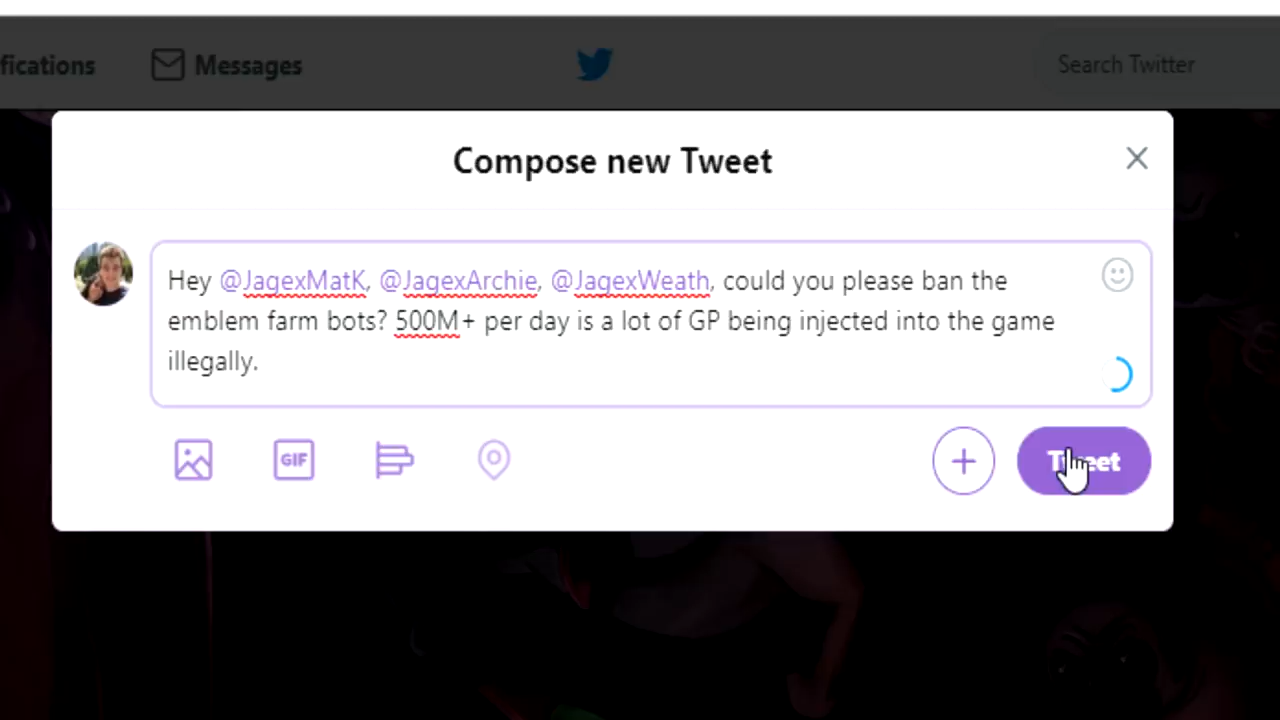 fications Messages Search Twitter
Compose new Tweet
Hey @JagexMatK, @JagexArchie, @JagexWeath, could you please ban the
emblem farm bots? 500M+ per day is a lot of GP being injected into the game
illegally.
GIF
Tweet